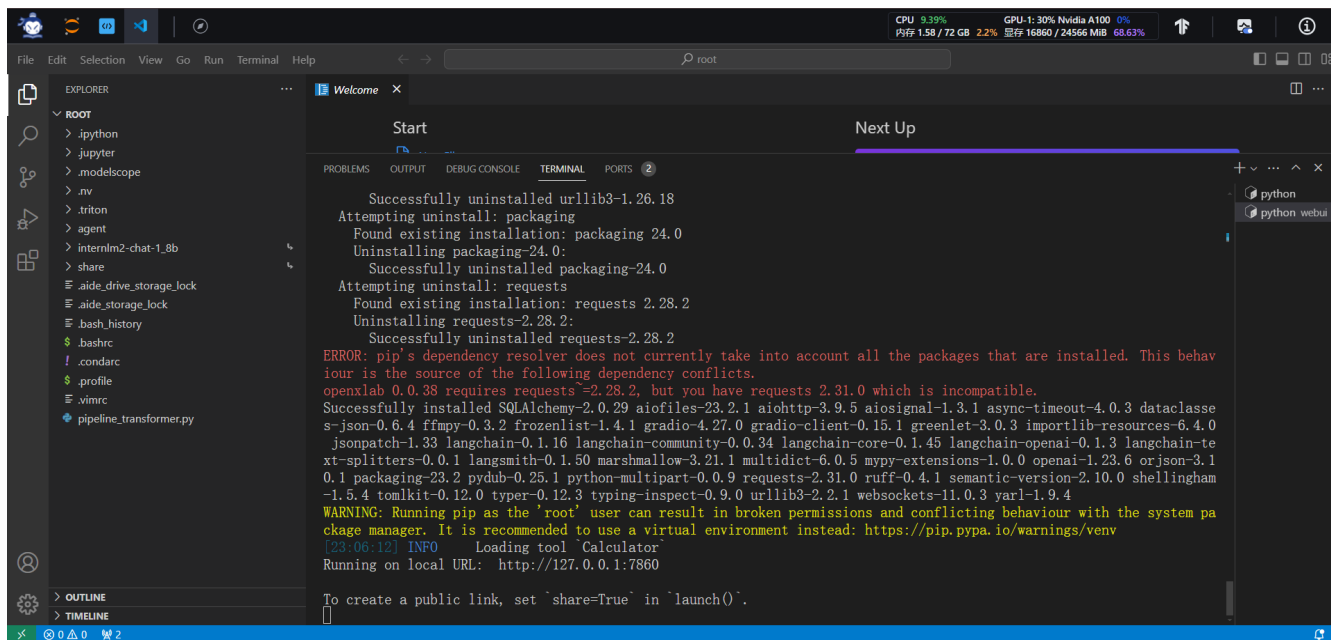 CPU 9.39% GPU-1: 30% Nvidia A100 0%
内存 1.58 / 72 GB 2.2% 显存 16860 / 24566 MiB 68.63%
File Edit Selection View Go Run Terminal Help
root
EXPLORER
Welcome
ROOT
.ipython
.jupyter
.modelscope
.nv
.triton
agent
internlm2-chat-1_8b
share
.aide_drive_storage_lock
.aide_storage_lock
.bash_history
$ .bashrc
! .condarc
$ .profile
.vimrc
pipeline_transformer.py
OUTLINE
TIMELINE
Start
Next Up
PROBLEMS OUTPUT DEBUG CONSOLE TERMINAL PORTS 2
Successfully uninstalled urllib3-1.26.18
Attempting uninstall: packaging
Found existing installation: packaging 24.0
Uninstalling packaging-24.0:
Successfully uninstalled packaging-24.0
Attempting uninstall: requests
Found existing installation: requests 2.28.2
Uninstalling requests-2.28.2:
Successfully uninstalled requests-2.28.2
ERROR: pip's dependency resolver does not currently take into account all the packages that are installed. This behav
iour is the source of the following dependency conflicts.
openxlab 0.0.38 requires requests~=2.28.2, but you have requests 2.31.0 which is incompatible.
Successfully installed SQLAlchemy-2.0.29 aiofiles-23.2.1 aiohttp-3.9.5 aiosignal-1.3.1 async-timeout-4.0.3 dataclasse
s-json-0.6.4 ffmpy-0.3.2 frozenlist-1.4.1 gradio-4.27.0 gradio-client-0.15.1 greenlet-3.0.3 importlib-resources-6.4.0
jsonpatch-1.33 langchain-0.1.16 langchain-community-0.0.34 langchain-core-0.1.45 langchain-openai-0.1.3 langchain-te
xt-splitters-0.0.1 langsmith-0.1.50 marshmallow-3.21.1 multidict-6.0.5 mypy-extensions-1.0.0 openai-1.23.6 orjson-3.1
0.1 packaging-23.2 pydub-0.25.1 python-multipart-0.0.9 requests-2.31.0 ruff-0.4.1 semantic-version-2.10.0 shellingham
-1.5.4 tomlkit-0.12.0 typer-0.12.3 typing-inspect-0.9.0 urllib3-2.2.1 websockets-11.0.3 yarl-1.9.4
WARNING: Running pip as the 'root' user can result in broken permissions and conflicting behaviour with the system pa
ckage manager. It is recommended to use a virtual environment instead: https://pip.pypa.io/warnings/venv
[23:06:12] INFO Loading tool `Calculator`
Running on local URL: http://127.0.0.1:7860
To create a public link, set `share=True` in `launch()`.
python
python webui
0 0 2